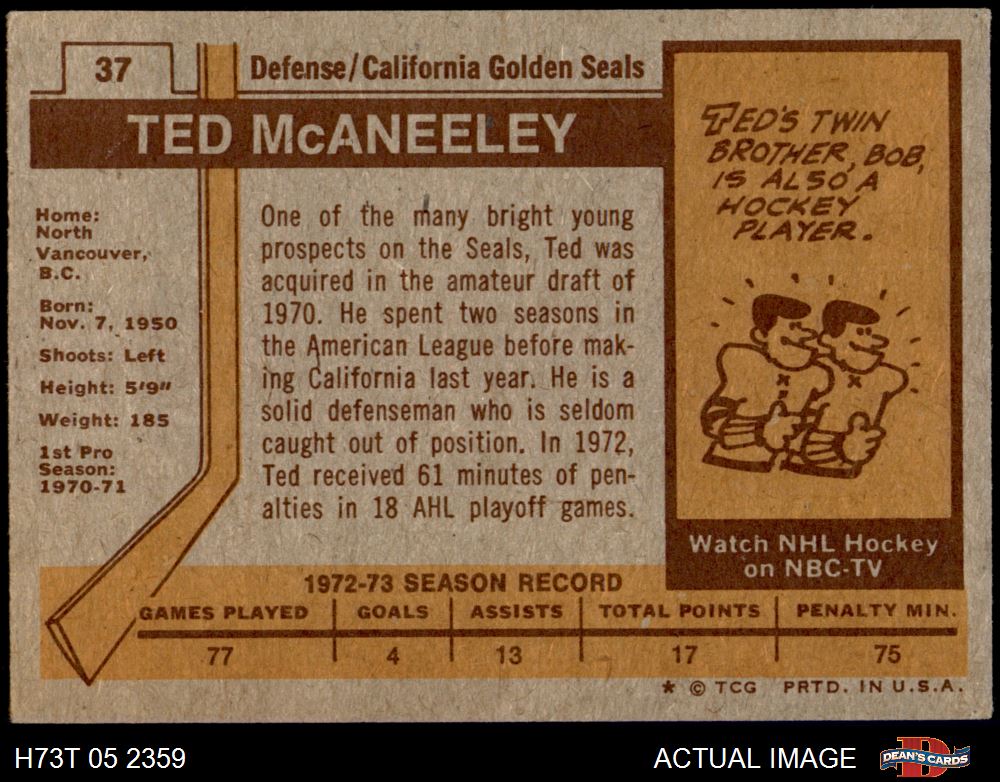 37
Defense/California Golden Seals
TED McANEELEY
Home:
North
Vancouver,
B.C.
Born:
Nov. 7, 1950
Shoots: Left
Height: 5'9"
Weight: 185
1st Pro
Season:
1970-71
One of the many bright young
prospects on the Seals, Ted was
acquired in the amateur draft of
1970. He spent two seasons in
the American League before mak-
ing California last year. He is a
solid defenseman who is seldom
caught out of position. In 1972,
Ted received 61 minutes of pen-
alties in 18 AHL playoff games.
TED'S TWIN
BROTHER, BOB,
IS ALSO A
HOCKEY
PLAYER.
Watch NHL Hockey
on NBC-TV
1972-73 SEASON RECORD
GAMES PLAYED GOALS ASSISTS TOTAL POINTS PENALTY MIN.
77 4 13 17 75
* © TCG PRTD. IN U.S.A.
H73T 05 2359
ACTUAL IMAGE
DEAN'S CARDS